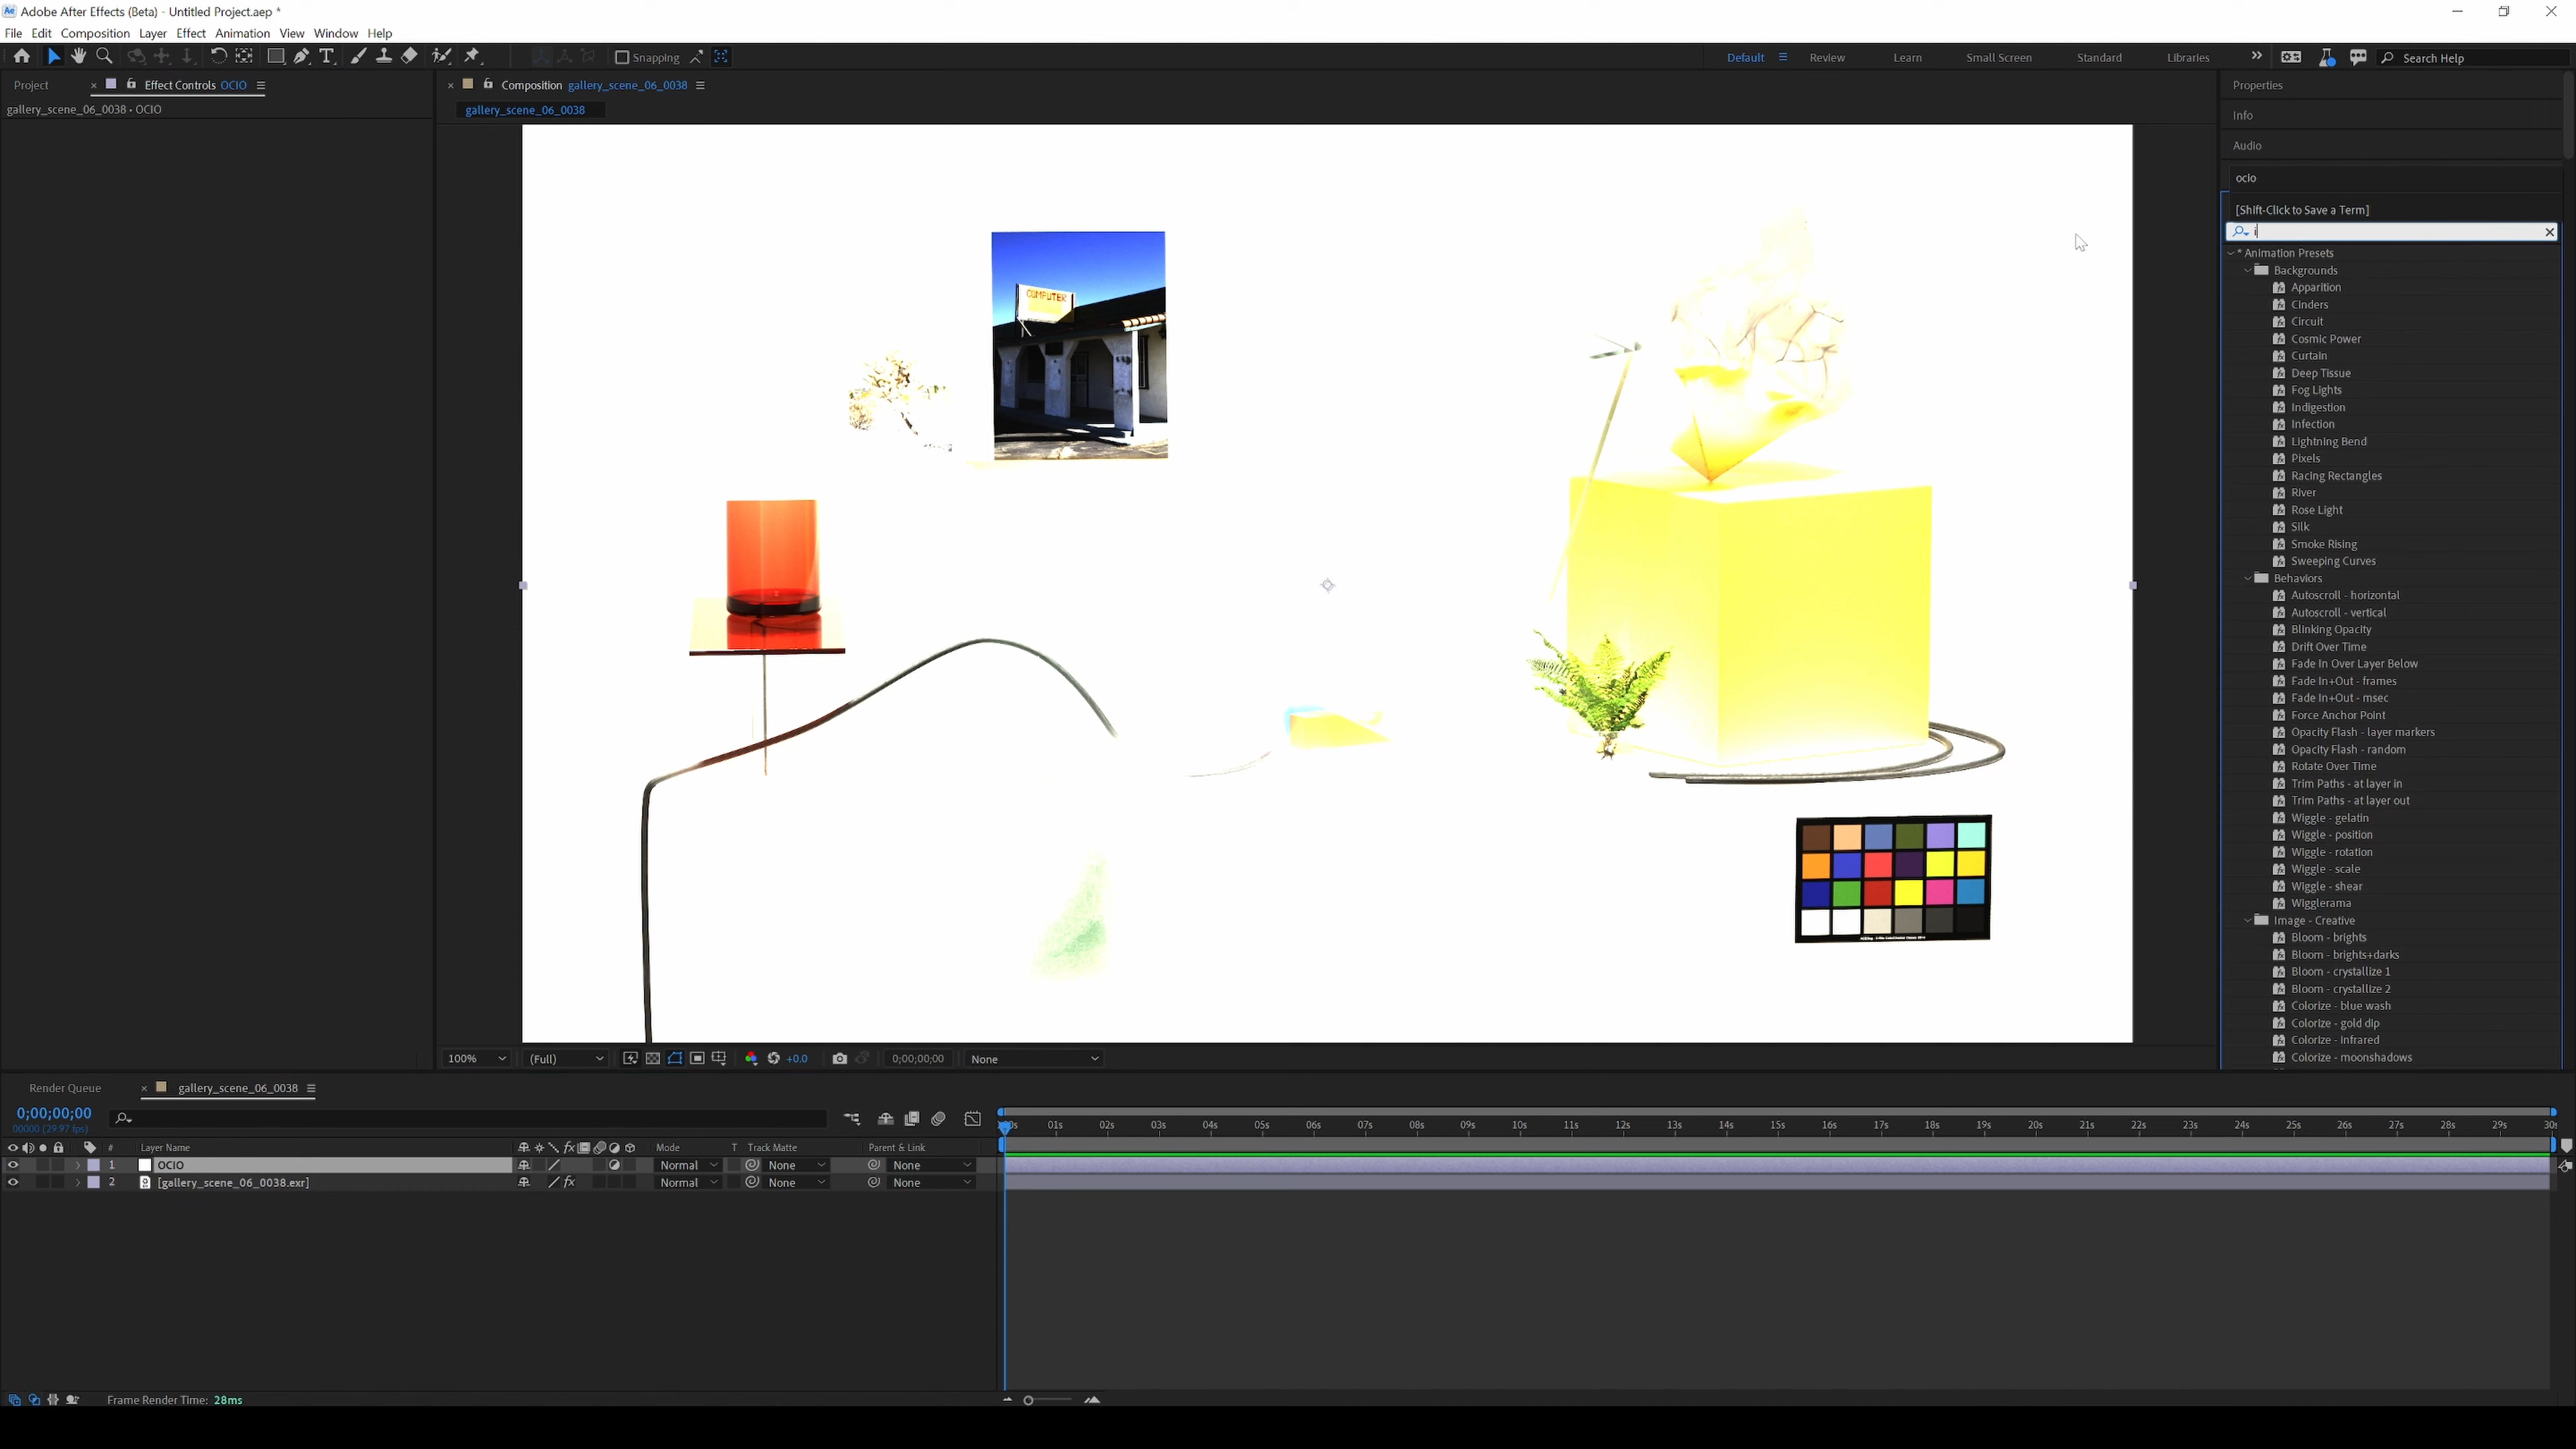 Ae Adobe After Effects (Beta) - Untitled Project.aep *
File Edit Composition Layer Effect Animation View Window Help
Snapping
Default Review Learn Small Screen Standard Libraries Search Help
Project Effect Controls OCIO
gallery_scene_06_0038 • OCIO
Composition gallery_scene_06_0038
gallery_scene_06_0038
COMPUTER
100% (Full) +0.0 0;00;00;00 None
Properties
Info
Audio
ocio
[Shift-Click to Save a Term]
i
* Animation Presets
Backgrounds
Apparition
Cinders
Circuit
Cosmic Power
Curtain
Deep Tissue
Fog Lights
Indigestion
Infection
Lightning Bend
Pixels
Racing Rectangles
River
Rose Light
Silk
Smoke Rising
Sweeping Curves
Behaviors
Autoscroll - horizontal
Autoscroll - vertical
Blinking Opacity
Drift Over Time
Fade In Over Layer Below
Fade In+Out - frames
Fade In+Out - msec
Force Anchor Point
Opacity Flash - layer markers
Opacity Flash - random
Rotate Over Time
Trim Paths - at layer in
Trim Paths - at layer out
Wiggle - gelatin
Wiggle - position
Wiggle - rotation
Wiggle - scale
Wiggle - shear
Wigglerama
Image - Creative
Bloom - brights
Bloom - brights+darks
Bloom - crystallize 1
Bloom - crystallize 2
Colorize - blue wash
Colorize - gold dip
Colorize - infrared
Colorize - moonshadows
Render Queue gallery_scene_06_0038
0;00;00;00
00000 (29.97 fps)
01s 02s 03s 04s 05s 06s 07s 08s 09s 10s 11s 12s 13s 14s 15s 16s 17s 18s 19s 20s 21s 22s 23s 24s 25s 26s 27s 28s 29s
# Layer Name fx Mode T Track Matte Parent & Link
1 OCIO Normal None None
2 [gallery_scene_06_0038.exr] fx Normal None None
Frame Render Time: 28ms